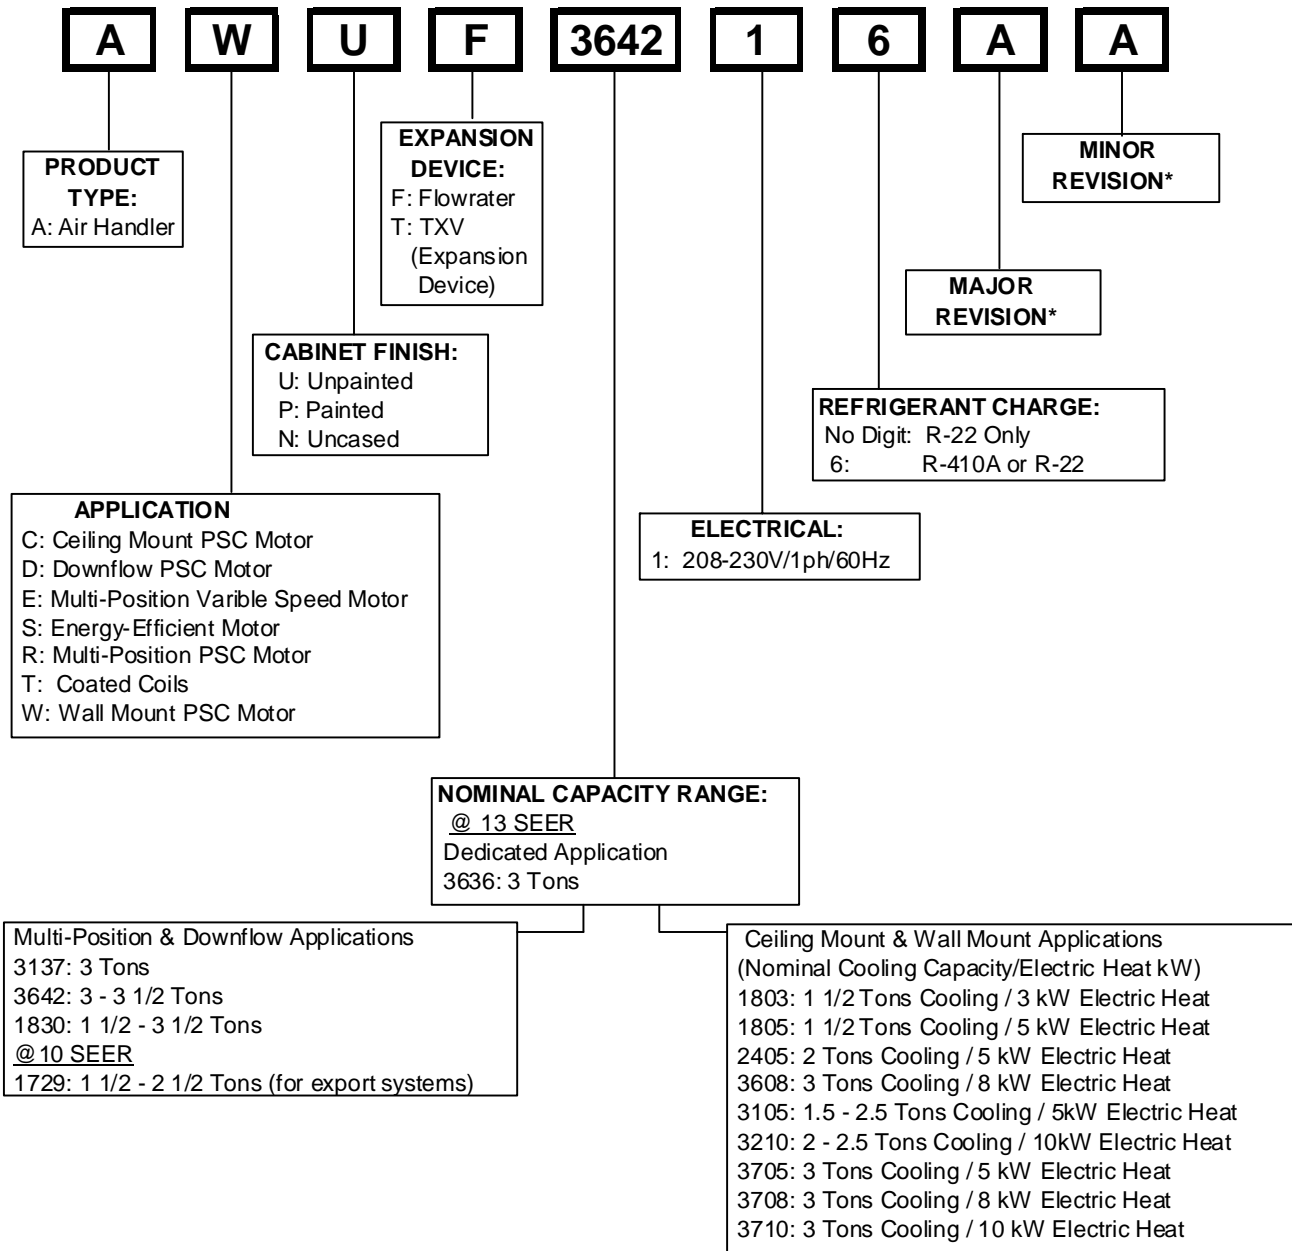 A W U F 3642 1 6 A A
PRODUCT
TYPE:
A: Air Handler
EXPANSION
DEVICE:
F: Flowrater
T: TXV
(Expansion
Device)
MINOR
REVISION*
MAJOR
REVISION*
CABINET FINISH:
U: Unpainted
P: Painted
N: Uncased
REFRIGERANT CHARGE:
No Digit: R-22 Only
6: R-410A or R-22
APPLICATION
C: Ceiling Mount PSC Motor
D: Downflow PSC Motor
E: Multi-Position Varible Speed Motor
S: Energy-Efficient Motor
R: Multi-Position PSC Motor
T: Coated Coils
W: Wall Mount PSC Motor
ELECTRICAL:
1: 208-230V/1ph/60Hz
NOMINAL CAPACITY RANGE:
@ 13 SEER
Dedicated Application
3636: 3 Tons
Multi-Position & Downflow Applications
3137: 3 Tons
3642: 3 - 3 1/2 Tons
1830: 1 1/2 - 3 1/2 Tons
@10 SEER
1729: 1 1/2 - 2 1/2 Tons (for export systems)
Ceiling Mount & Wall Mount Applications
(Nominal Cooling Capacity/Electric Heat kW)
1803: 1 1/2 Tons Cooling / 3 kW Electric Heat
1805: 1 1/2 Tons Cooling / 5 kW Electric Heat
2405: 2 Tons Cooling / 5 kW Electric Heat
3608: 3 Tons Cooling / 8 kW Electric Heat
3105: 1.5 - 2.5 Tons Cooling / 5kW Electric Heat
3210: 2 - 2.5 Tons Cooling / 10kW Electric Heat
3705: 3 Tons Cooling / 5 kW Electric Heat
3708: 3 Tons Cooling / 8 kW Electric Heat
3710: 3 Tons Cooling / 10 kW Electric Heat